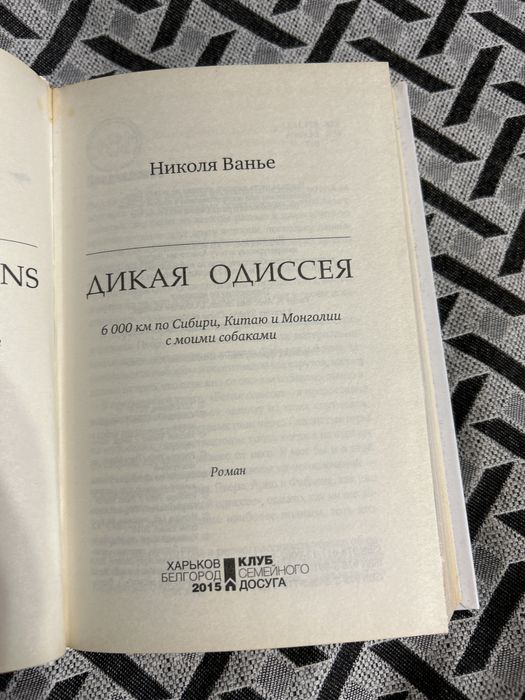 Николя Ванье
NS
ДИКАЯ ОДИССЕЯ
6 000 км по Сибири, Китаю и Монголии
с моими собаками
Роман
ХАРЬКОВ
БЕЛГОРОД
2015
КЛУБ
СЕМЕЙНОГО
ДОСУГА